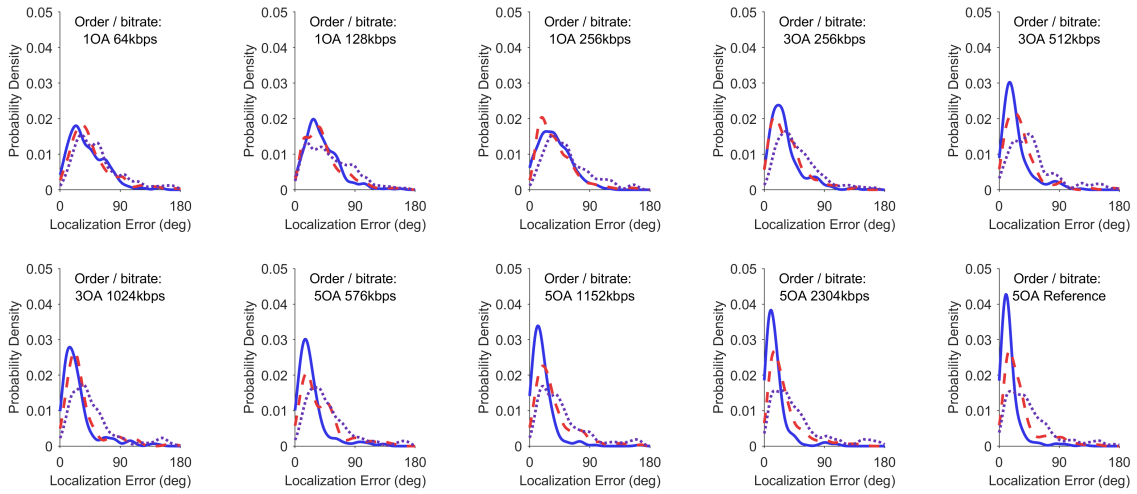 Order / bitrate:
1OA 64kbps
0.05
0.04
0.03
0.02
0.01
0
Probability Density
0 90 180
Localization Error (deg)
Order / bitrate:
1OA 128kbps
0.05
0.04
0.03
0.02
0.01
0
Probability Density
0 90 180
Localization Error (deg)
Order / bitrate:
1OA 256kbps
0.05
0.04
0.03
0.02
0.01
0
Probability Density
0 90 180
Localization Error (deg)
Order / bitrate:
3OA 256kbps
0.05
0.04
0.03
0.02
0.01
0
Probability Density
0 90 180
Localization Error (deg)
Order / bitrate:
3OA 512kbps
0.05
0.04
0.03
0.02
0.01
0
Probability Density
0 90 180
Localization Error (deg)
Order / bitrate:
3OA 1024kbps
0.05
0.04
0.03
0.02
0.01
0
Probability Density
0 90 180
Localization Error (deg)
Order / bitrate:
5OA 576kbps
0.05
0.04
0.03
0.02
0.01
0
Probability Density
0 90 180
Localization Error (deg)
Order / bitrate:
5OA 1152kbps
0.05
0.04
0.03
0.02
0.01
0
Probability Density
0 90 180
Localization Error (deg)
Order / bitrate:
5OA 2304kbps
0.05
0.04
0.03
0.02
0.01
0
Probability Density
0 90 180
Localization Error (deg)
Order / bitrate:
5OA Reference
0.05
0.04
0.03
0.02
0.01
0
Probability Density
0 90 180
Localization Error (deg)